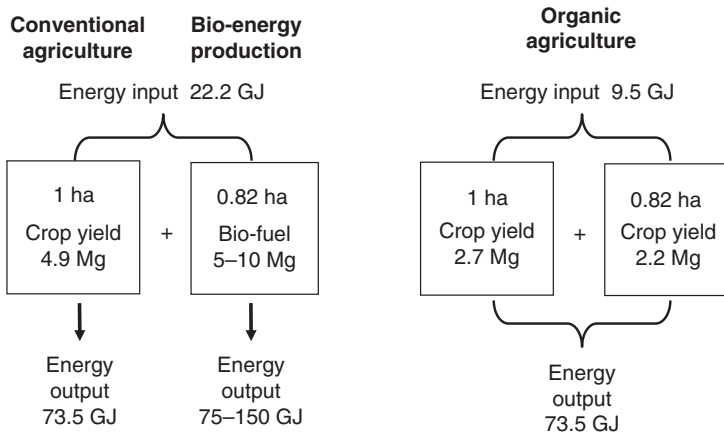 Conventional
agriculture
Bio-energy
production
Energy input 22.2 GJ
1 ha
Crop yield
4.9 Mg
+
0.82 ha
Bio-fuel
5–10 Mg
Energy
output
73.5 GJ
Energy
output
75–150 GJ
Organic
agriculture
Energy input 9.5 GJ
1 ha
Crop yield
2.7 Mg
+
0.82 ha
Crop yield
2.2 Mg
Energy
output
73.5 GJ